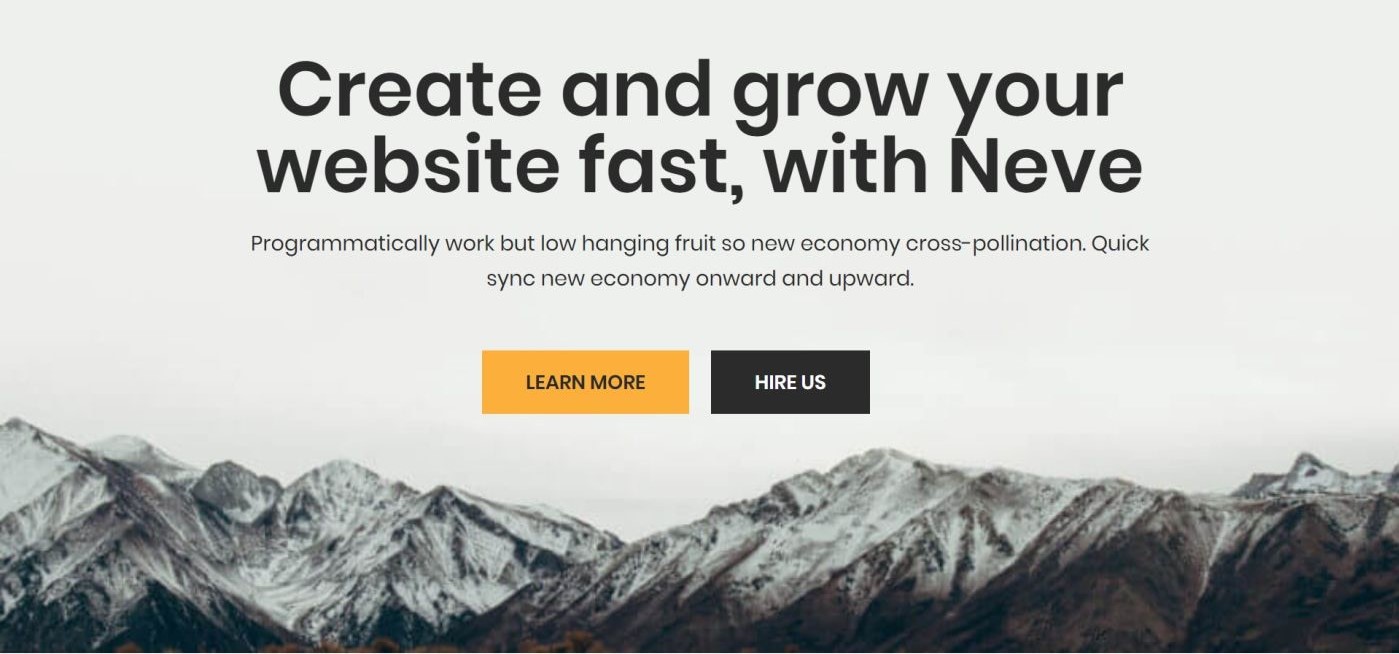 Create and grow your
website fast, with Neve
Programmatically work but low hanging fruit so new economy cross-pollination. Quick
sync new economy onward and upward.
LEARN MORE
HIRE US